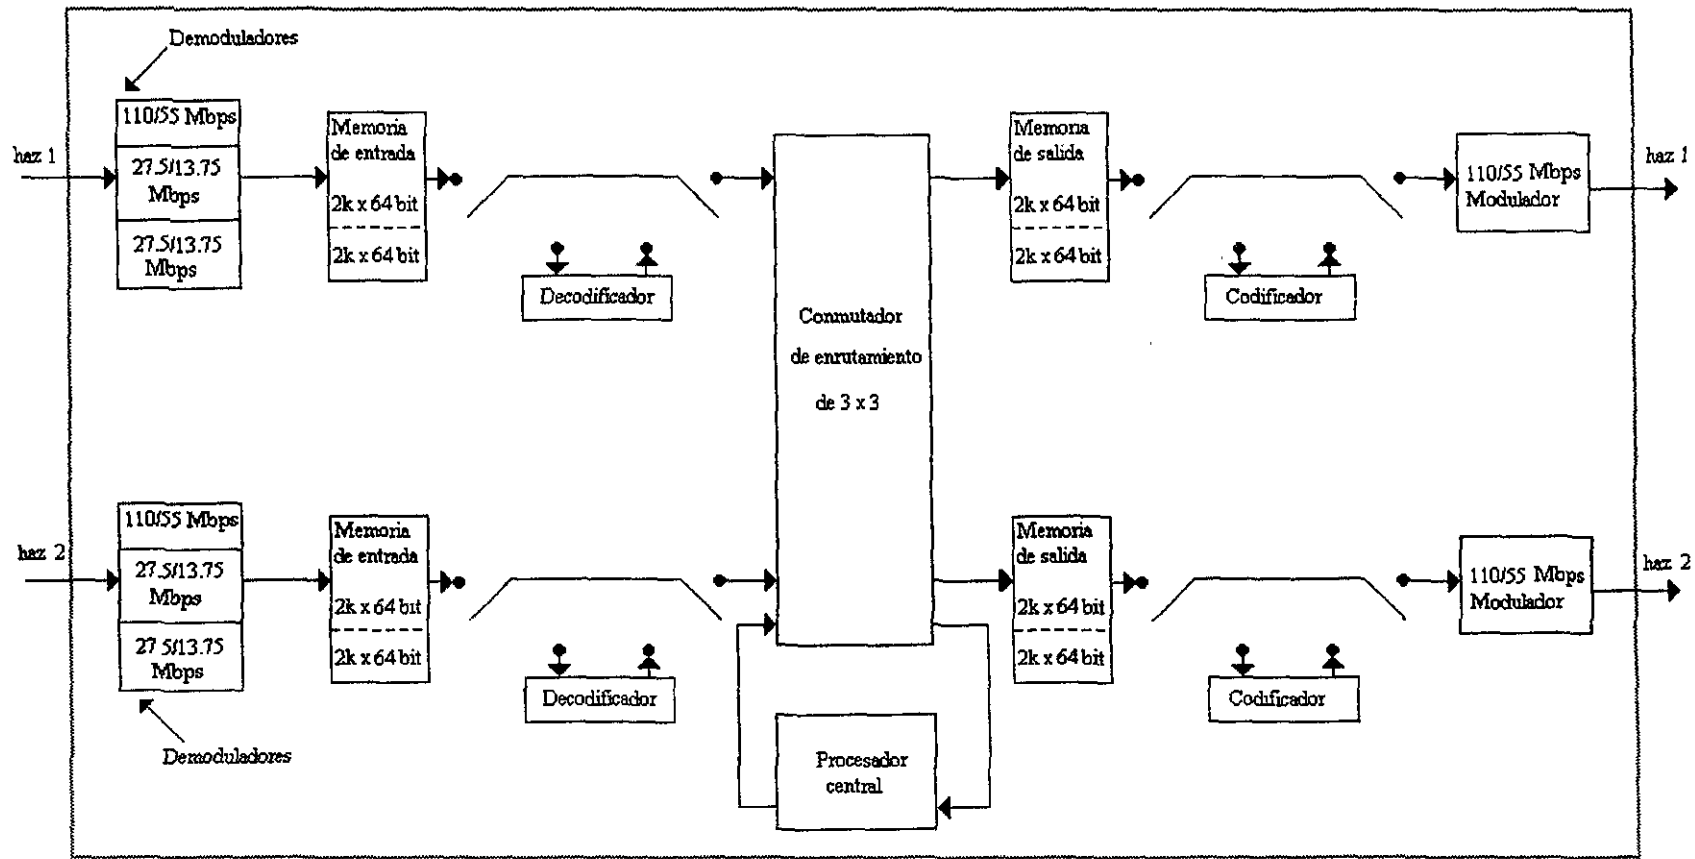 Demoduladores
110/55 Mbps
27.5/13.75
Mbps
27.5/13.75
Mbps
haz 1
Memoria
de entrada
2k x 64 bit
2k x 64 bit
Decodificador
Conmutador
de enrutamiento
de 3 x 3
Memoria
de salida
2k x 64 bit
2k x 64 bit
Codificador
110/55 Mbps
Modulador
haz 1
haz 2
110/55 Mbps
27.5/13.75
Mbps
27.5/13.75
Mbps
Demoduladores
Memoria
de entrada
2k x 64 bit
2k x 64 bit
Decodificador
Procesador
central
Memoria
de salida
2k x 64 bit
2k x 64 bit
Codificador
110/55 Mbps
Modulador
haz 2